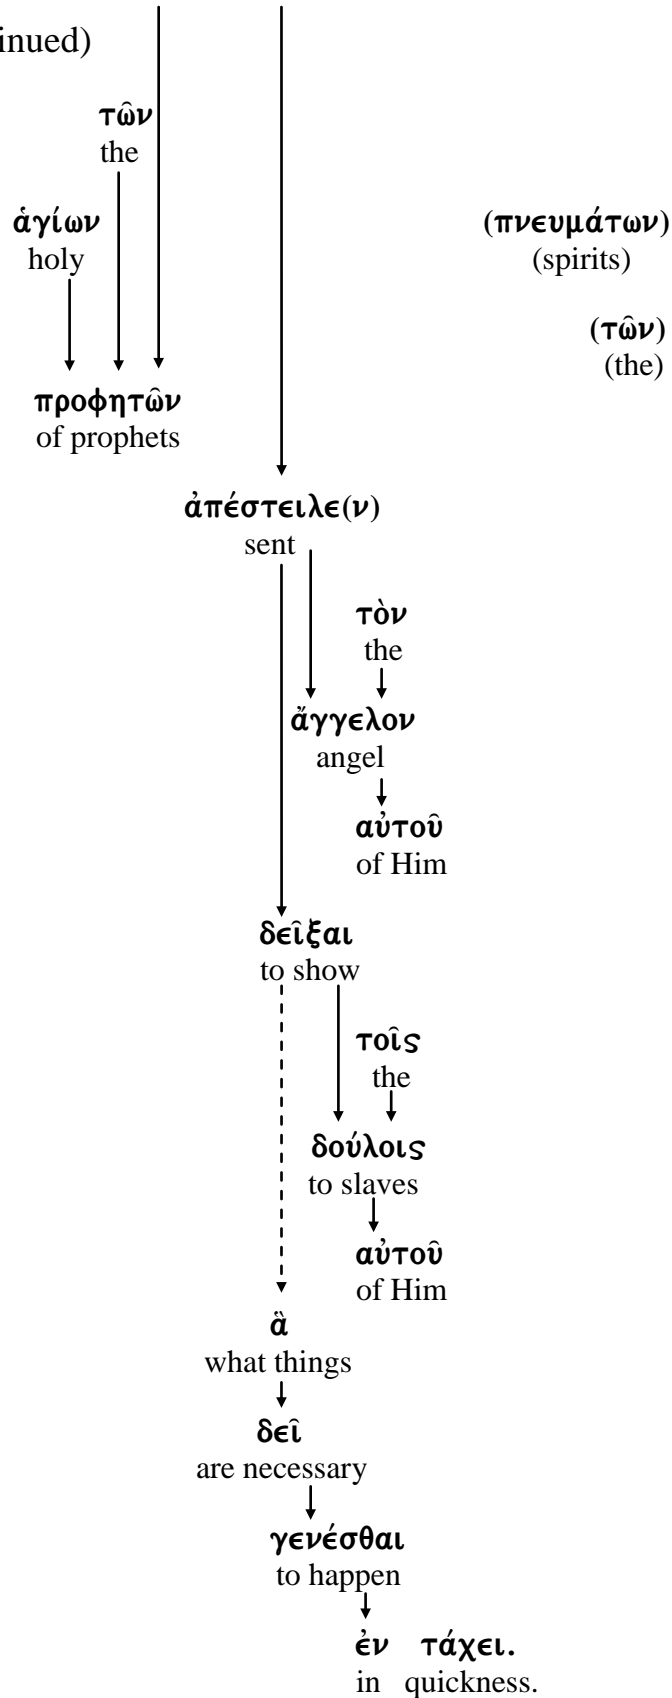 inued)
τῶν
the
ἁγίων (πνευμάτων)
holy (spirits)
(τῶν)
(the)
προφητῶν
of prophets
ἀπέστειλε(ν)
sent
τὸν
the
ἄγγελον
angel
αὐτοῦ
of Him
δεῖξαι
to show
τοῖς
the
δούλοις
to slaves
αὐτοῦ
of Him
ἃ
what things
δεῖ
are necessary
γενέσθαι
to happen
ἐν τάχει.
in quickness.